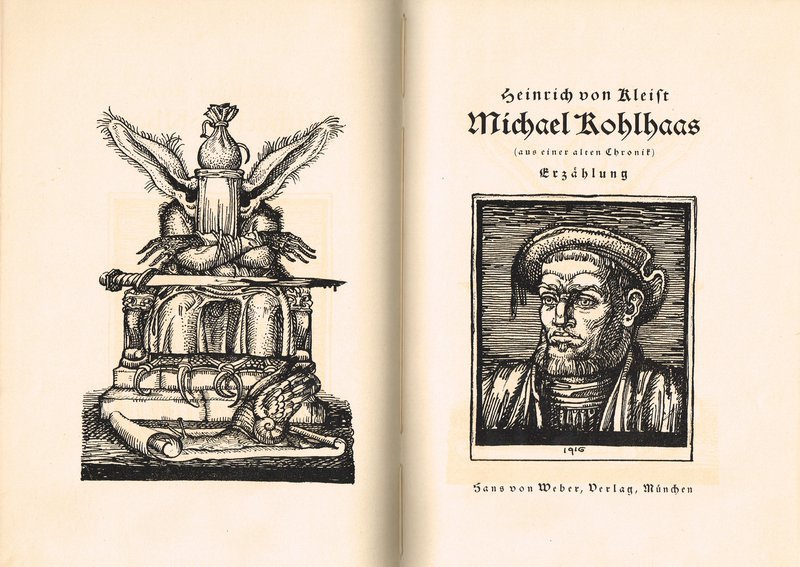 Heinrich von Kleiſt
Michael Kohlhaas
(aus einer alten Chronik)
Erzählung
1916
Hans von Weber, Verlag, München